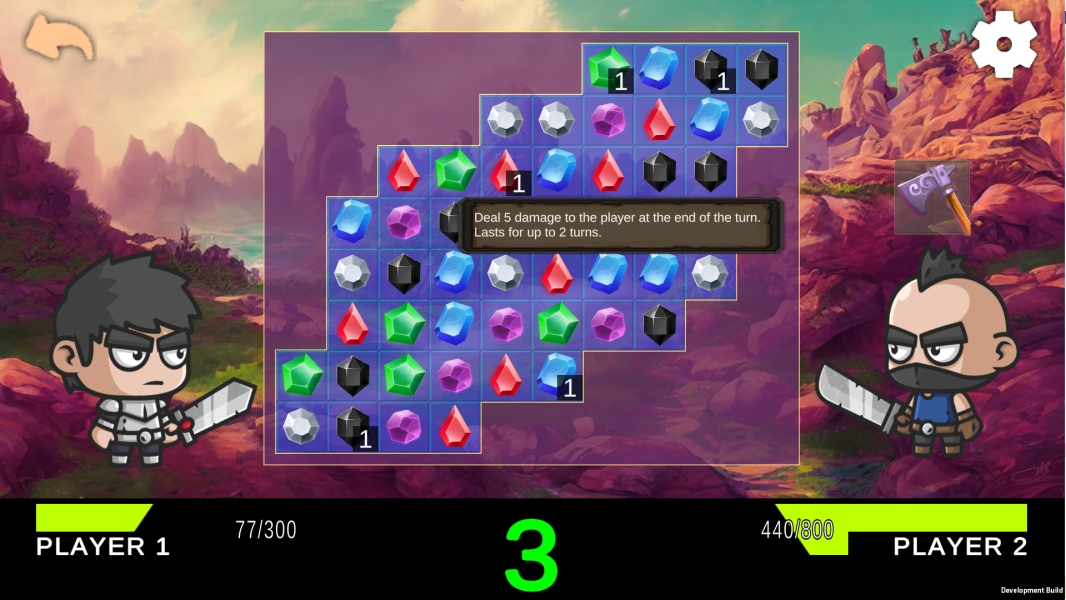 1
1
1
Deal 5 damage to the player at the end of the turn.
Lasts for up to 2 turns.
1
1
77/300
3
440/800
PLAYER 1
PLAYER 2
Development Build